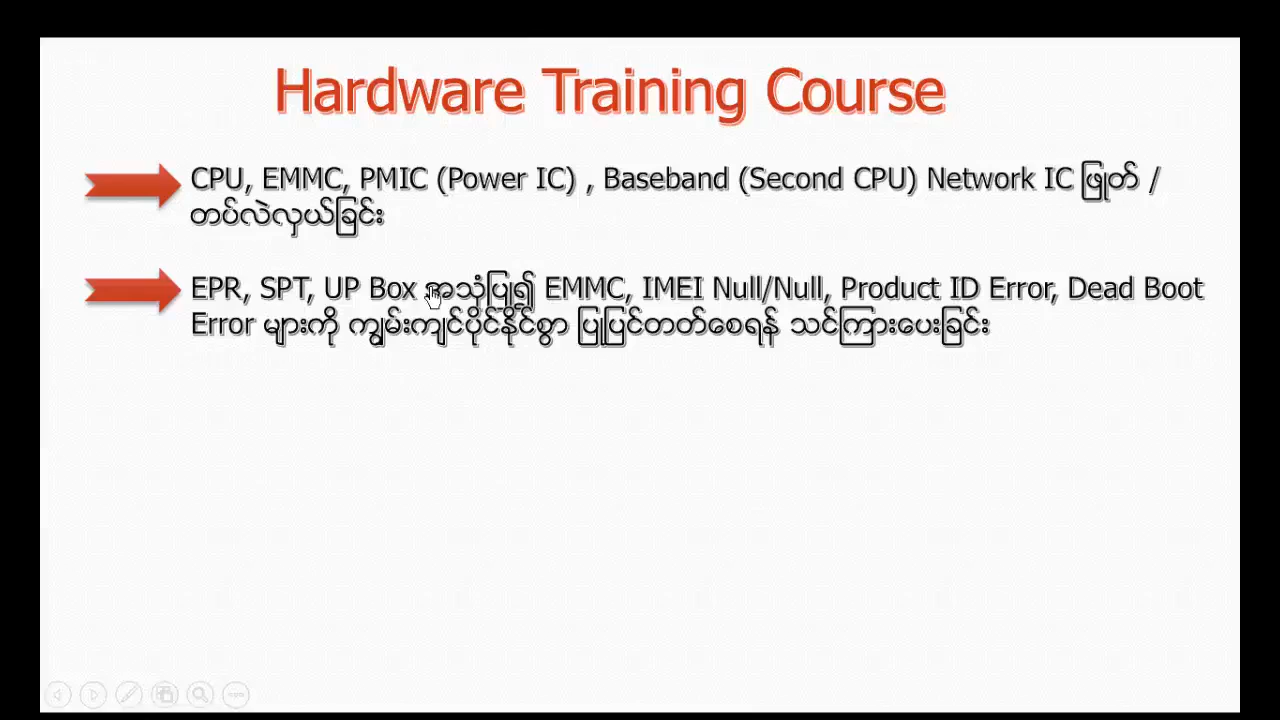 Hardware Training Course
CPU, EMMC, PMIC (Power IC) , Baseband (Second CPU) Network IC ဖြုတ် /
တပ်လဲလှယ်ခြင်း
EPR, SPT, UP Box အသုံပြု၍ EMMC, IMEI Null/Null, Product ID Error, Dead Boot
Error များကို ကျွမ်းကျင်ပိုင်နိုင်စွာ ပြုပြင်တတ်စေရန် သင်ကြားပေးခြင်း